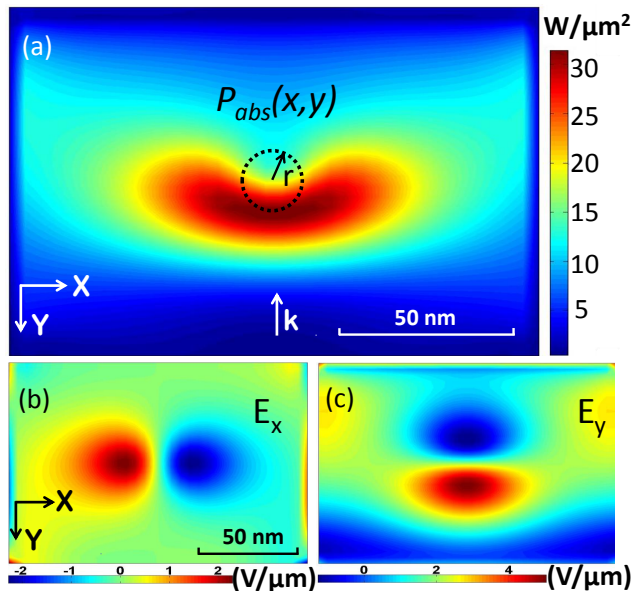 W/μm²
(a)
P_abs(x,y)
r
30
25
20
15
10
5
X
Y
k
50 nm
(b)
E_x
X
Y
50 nm
-2 -1 0 1 2 (V/μm)
(c)
E_y
0 2 4 (V/μm)